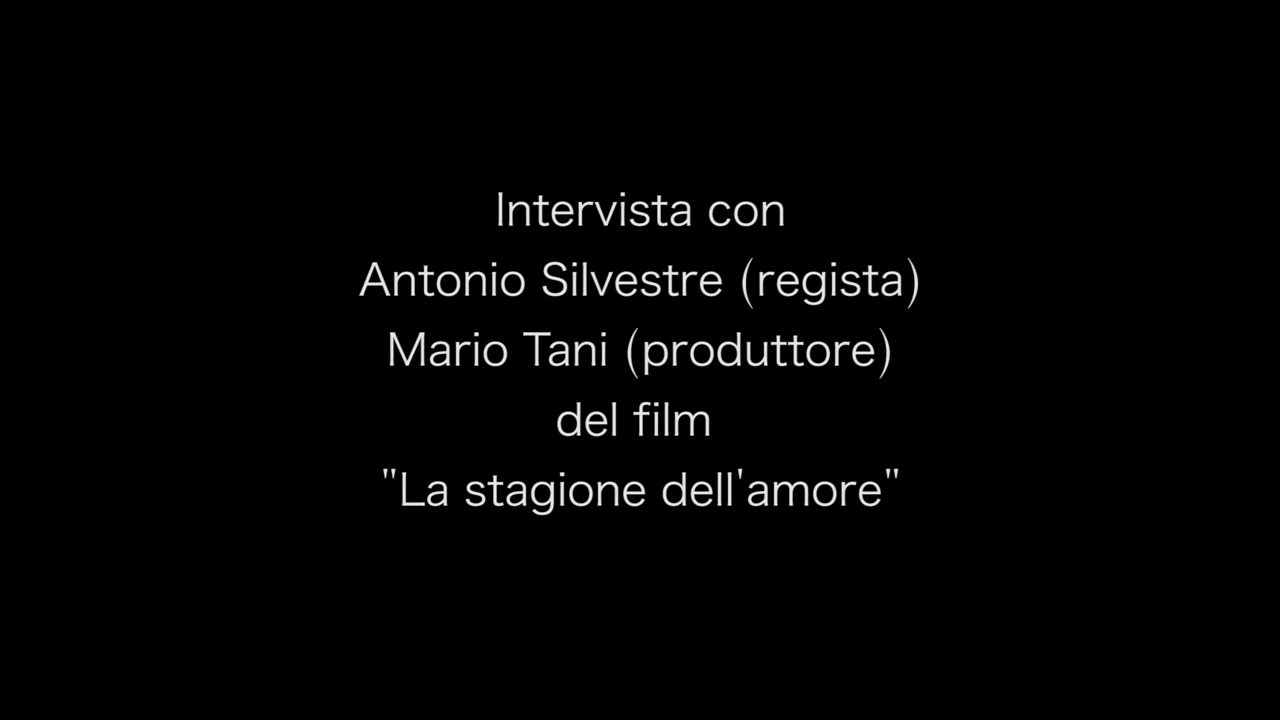 Intervista con
Antonio Silvestre (regista)
Mario Tani (produttore)
del film
"La stagione dell'amore"